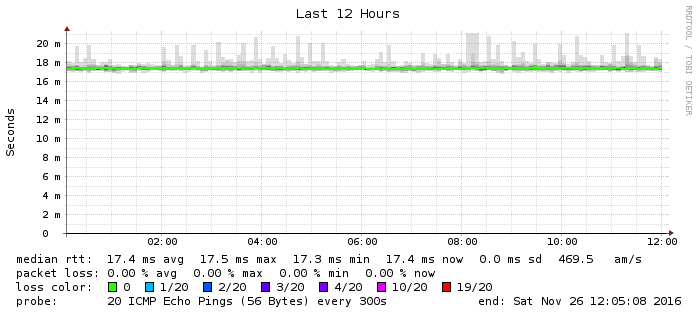 Last 12 Hours
RRDTOOL / TOBI OETIKER
Seconds
20 m
18 m
16 m
14 m
12 m
10 m
8 m
6 m
4 m
2 m
0
02:00 04:00 06:00 08:00 10:00 12:00
median rtt: 17.4 ms avg 17.5 ms max 17.3 ms min 17.4 ms now 0.0 ms sd 469.5 am/s
packet loss: 0.00 % avg 0.00 % max 0.00 % min 0.00 % now
loss color: 0 1/20 2/20 3/20 4/20 10/20 19/20
probe: 20 ICMP Echo Pings (56 Bytes) every 300s end: Sat Nov 26 12:05:08 2016